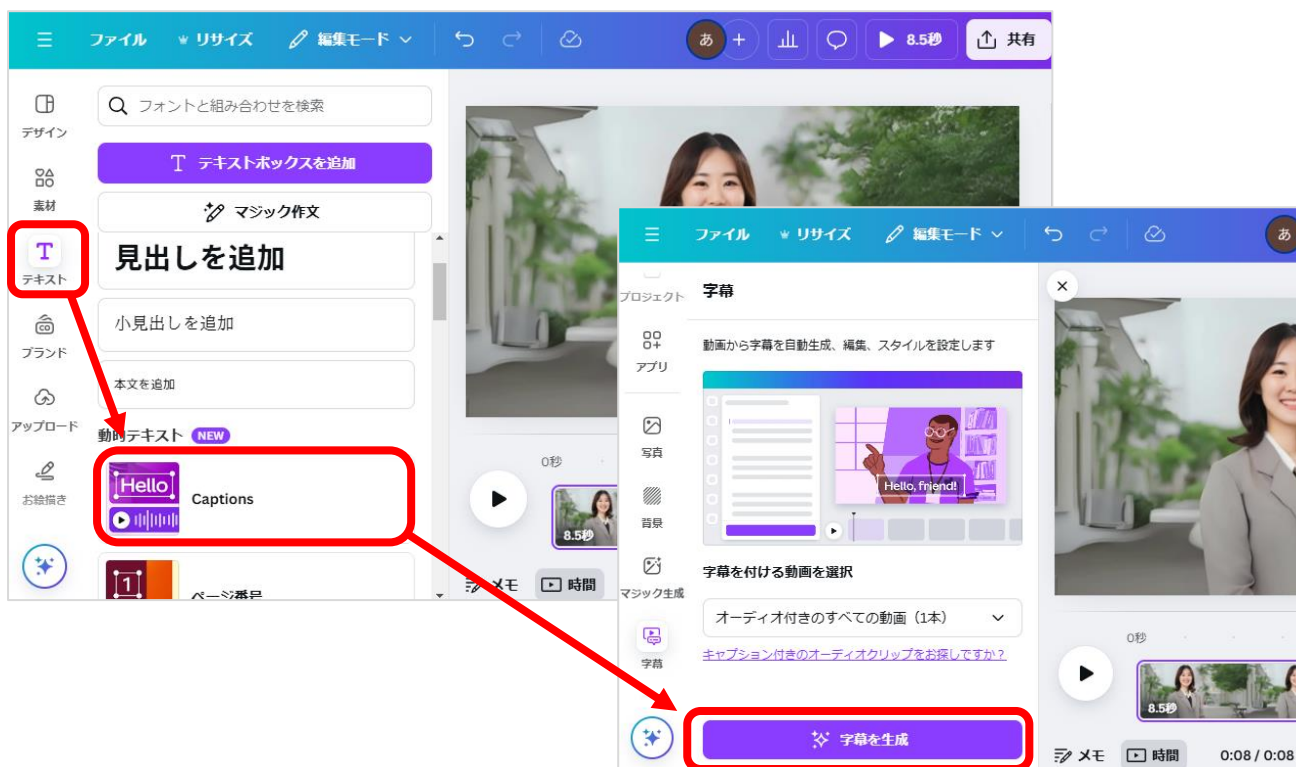 ファイル リサイズ 編集モード あ + 8.5秒 共有
デザイン
素材
テキスト
ブランド
アップロード
お絵描き
フォントと組み合わせを検索
T テキストボックスを追加
マジック作文
見出しを追加
小見出しを追加
本文を追加
動的テキスト NEW
Hello
Captions
1
ページ番号
0秒
8.5秒
メモ 時間
ファイル リサイズ 編集モード あ
プロジェクト
アプリ
写真
背景
マジック生成
字幕
字幕
動画から字幕を自動生成、編集、スタイルを設定します
Hello, friend!
字幕を付ける動画を選択
オーディオ付きのすべての動画（1本）
キャプション付きのオーディオクリップをお探しですか？
字幕を生成
0秒
8.5秒
メモ 時間 0:08 / 0:08